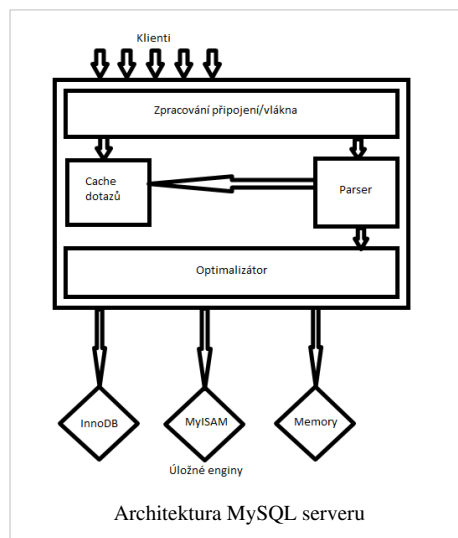 Klienti
Zpracování připojení/vlákna
Cache
dotazů
Parser
Optimalizátor
InnoDB
MyISAM
Memory
Úložné enginy
Architektura MySQL serveru